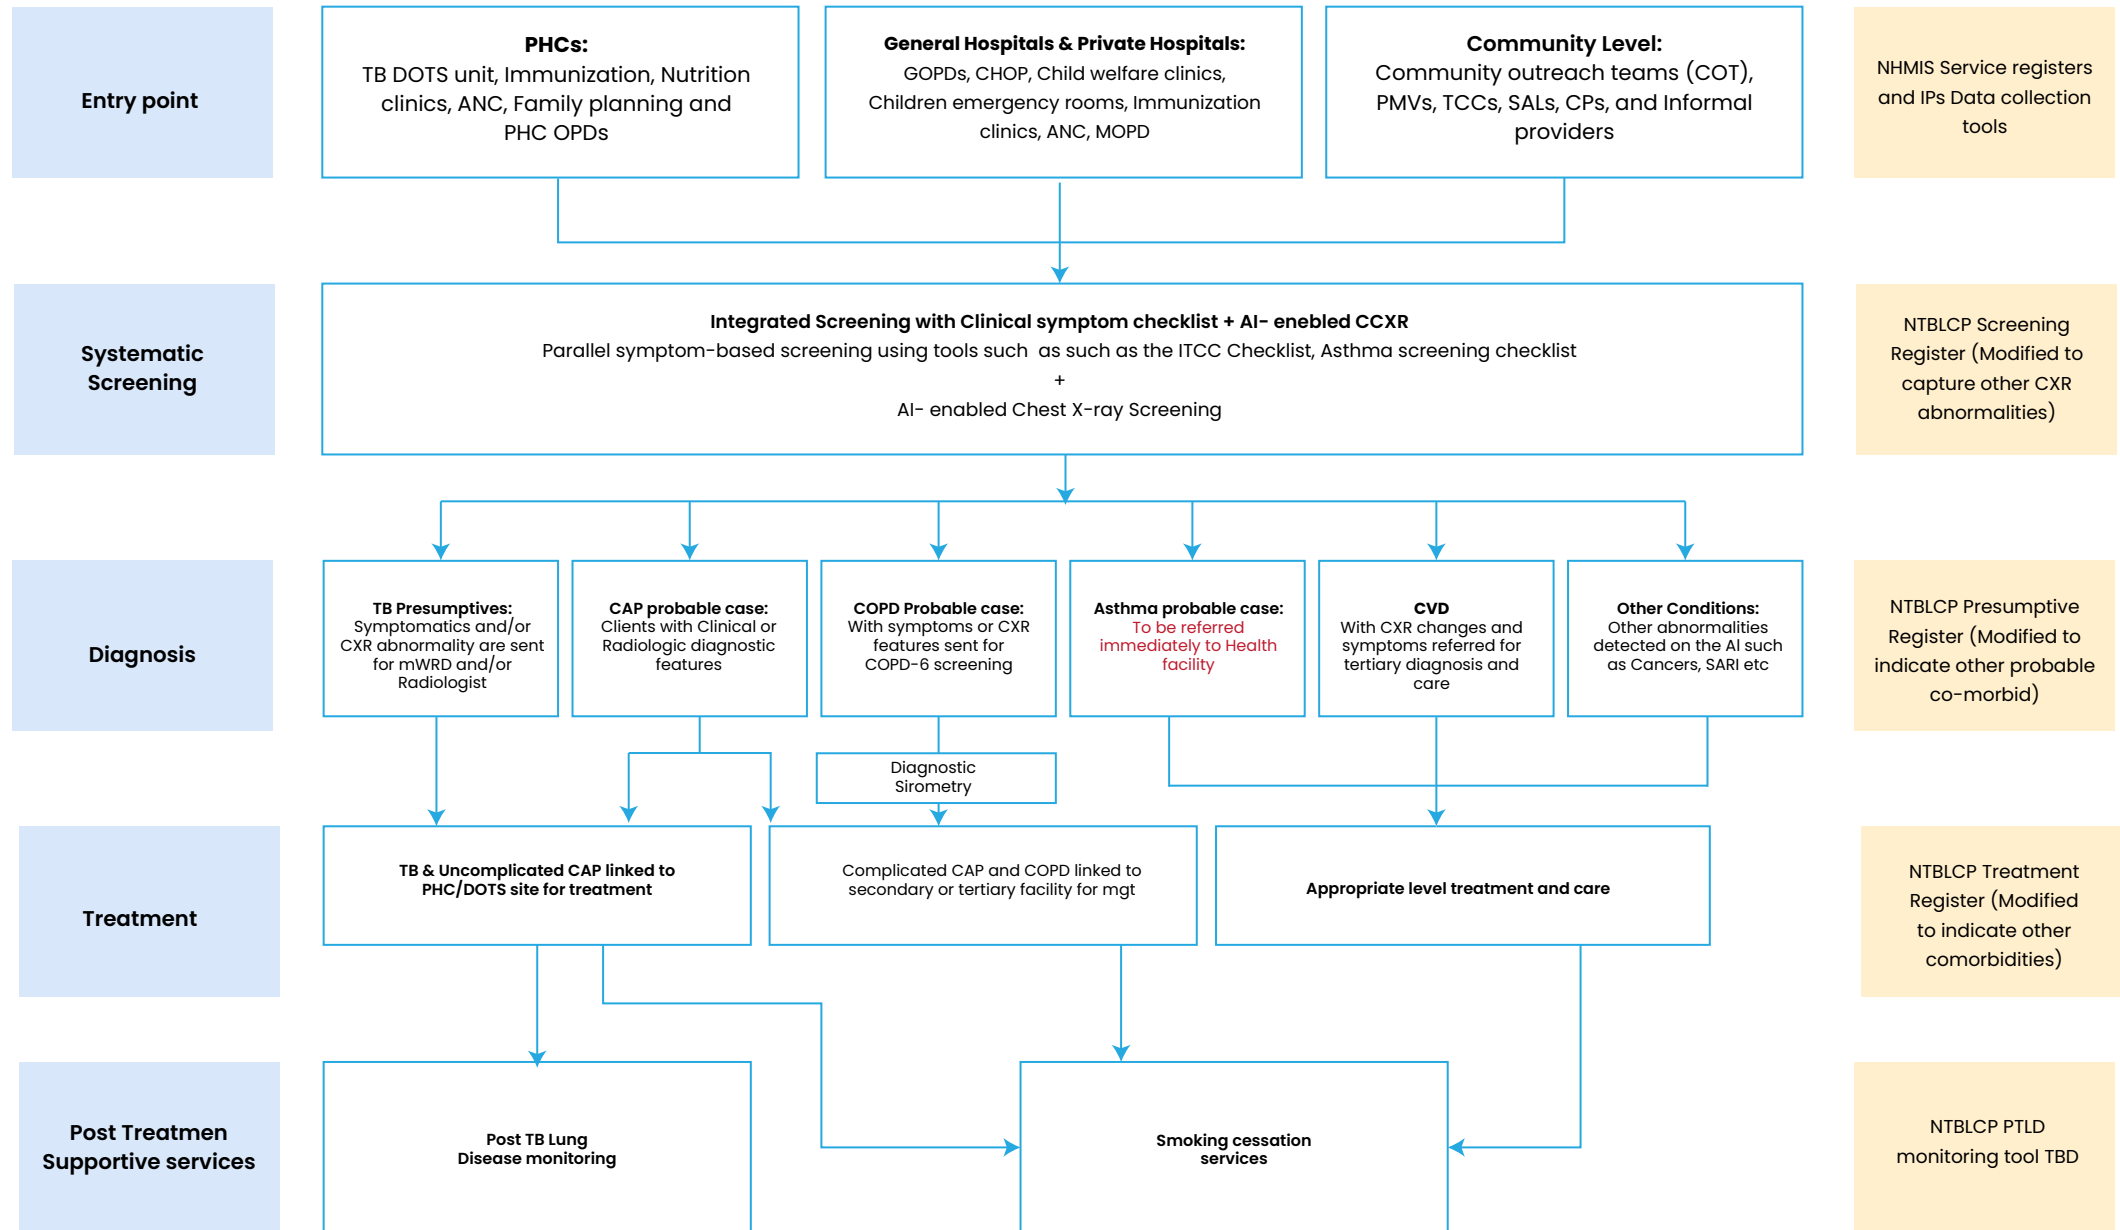 Entry point
PHCs:
TB DOTS unit, Immunization, Nutrition
clinics, ANC, Family planning and
PHC OPDs
General Hospitals & Private Hospitals:
GOPDs, CHOP, Child welfare clinics,
Children emergency rooms, Immunization
clinics, ANC, MOPD
Community Level:
Community outreach teams (COT),
PMVs, TCCs, SALs, CPs, and Informal
providers
NHMIS Service registers
and IPs Data collection
tools
Systematic
Screening
Integrated Screening with Clinical symptom checklist + AI- enebled CCXR
Parallel symptom-based screening using tools such  as such as the ITCC Checklist, Asthma screening checklist
+
AI- enabled Chest X-ray Screening
NTBLCP Screening
Register (Modified to
capture other CXR
abnormalities)
Diagnosis
TB Presumptives:
Symptomatics and/or
CXR abnormality are sent
for mWRD and/or
Radiologist
CAP probable case:
Clients with Clinical or
Radiologic diagnostic
features
COPD Probable case:
With symptoms or CXR
features sent for
COPD-6 screening
Asthma probable case:
To be referred
immediately to Health
facility
CVD
With CXR changes and
symptoms referred for
tertiary diagnosis and
care
Other Conditions:
Other abnormalities
detected on the AI such
as Cancers, SARI etc
NTBLCP Presumptive
Register (Modified to
indicate other probable
co-morbid)
Diagnostic
Sirometry
Treatment
TB & Uncomplicated CAP linked to
PHC/DOTS site for treatment
Complicated CAP and COPD linked to
secondary or tertiary facility for mgt
Appropriate level treatment and care
NTBLCP Treatment
Register (Modified
to indicate other
comorbidities)
Post Treatmen
Supportive services
Post TB Lung
Disease monitoring
Smoking cessation
services
NTBLCP PTLD
monitoring tool TBD